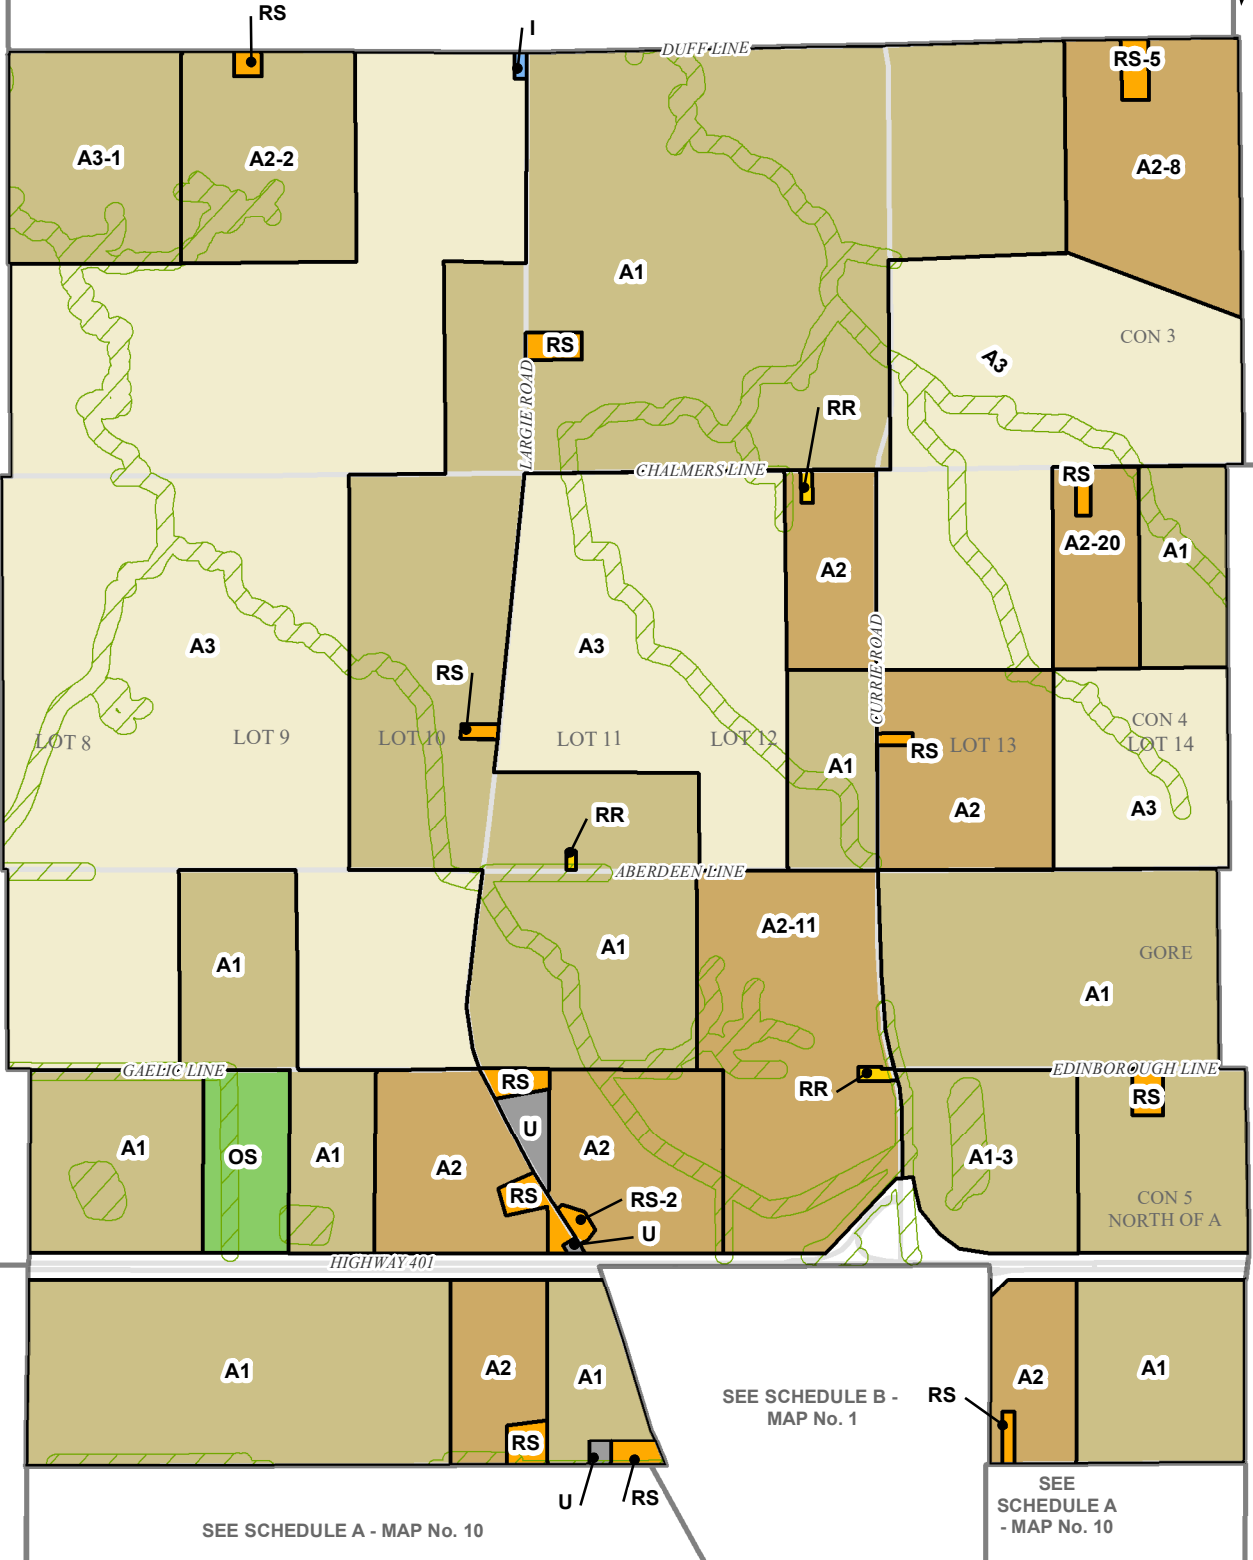 RS
I
DUFF LINE
RS-5
A3-1
A2-2
A2-8
A1
CON 3
RS
A3
LARGIE ROAD
RR
CHALMERS LINE
RS
A2-20
A1
A2
A3
RS
A3
CURRIE ROAD
LOT 8
LOT 9
LOT 10
LOT 11
LOT 12
A1
RS
LOT 13
CON 4
LOT 14
A2
A3
RR
ABERDEEN LINE
A2-11
A1
GORE
A1
A1
GAELIC LINE
EDINBOROUGH LINE
RS
RR
RS
U
A1
OS
A1
A2
A2
A1-3
RS
RS-2
CON 5
NORTH OF A
U
HIGHWAY 401
A1
A2
A1
A2
A1
RS
SEE SCHEDULE B -
MAP No. 1
RS
U
RS
SEE
SCHEDULE A
- MAP No. 10
SEE SCHEDULE A - MAP No. 10